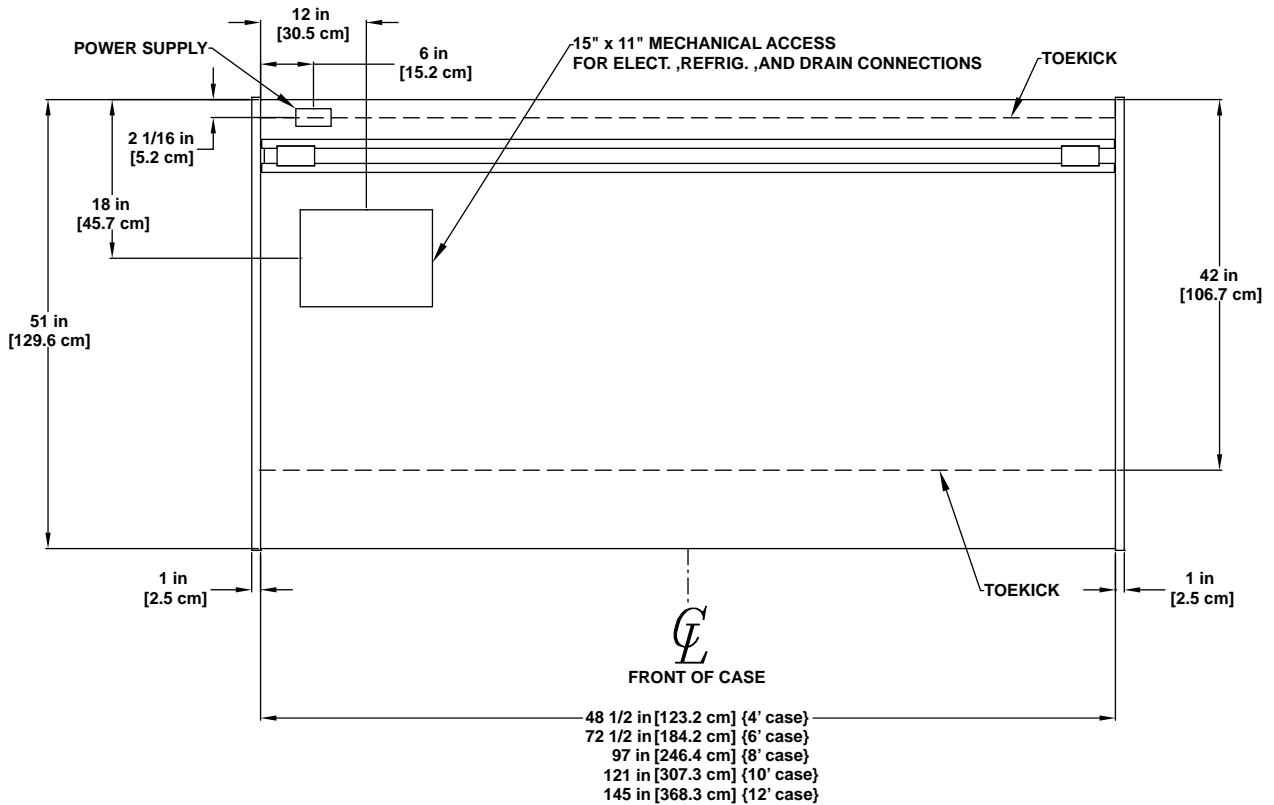 12 in
[30.5 cm]
POWER SUPPLY
6 in
[15.2 cm]
15" x 11" MECHANICAL ACCESS
FOR ELECT. ,REFRIG. ,AND DRAIN CONNECTIONS
TOEKICK
2 1/16 in
[5.2 cm]
18 in
[45.7 cm]
42 in
[106.7 cm]
51 in
[129.6 cm]
1 in
[2.5 cm]
TOEKICK
1 in
[2.5 cm]
CL
FRONT OF CASE
48 1/2 in [123.2 cm] {4' case}
72 1/2 in [184.2 cm] {6' case}
97 in [246.4 cm] {8' case}
121 in [307.3 cm] {10' case}
145 in [368.3 cm] {12' case}